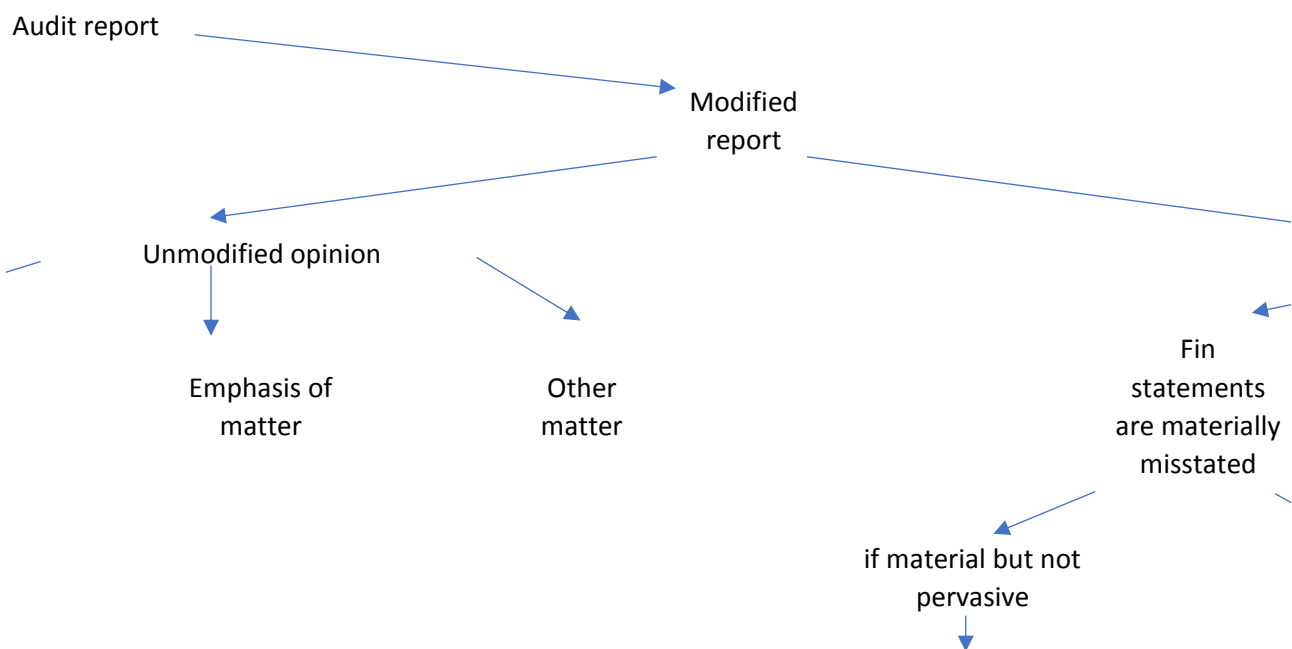 Audit report
Modified
report
Unmodified opinion
Emphasis of
matter
Other
matter
Fin
statements
are materially
misstated
if material but not
pervasive